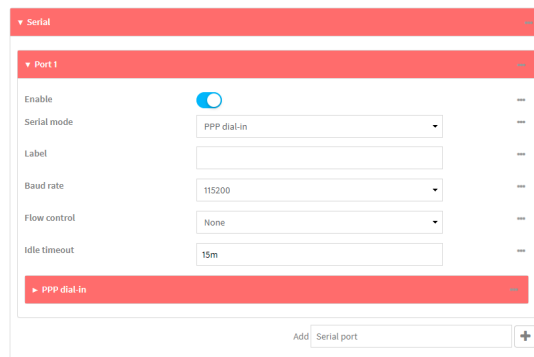 Serial
Port 1
Enable
Serial mode PPP dial-in
Label
Baud rate 115200
Flow control None
Idle timeout 15m
PPP dial-in
Add Serial port